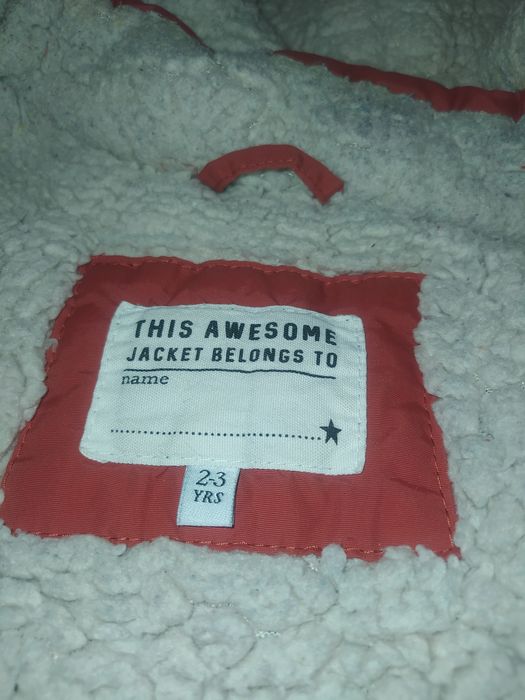 THIS AWESOME
JACKET BELONGS TO
name
2-3
YRS